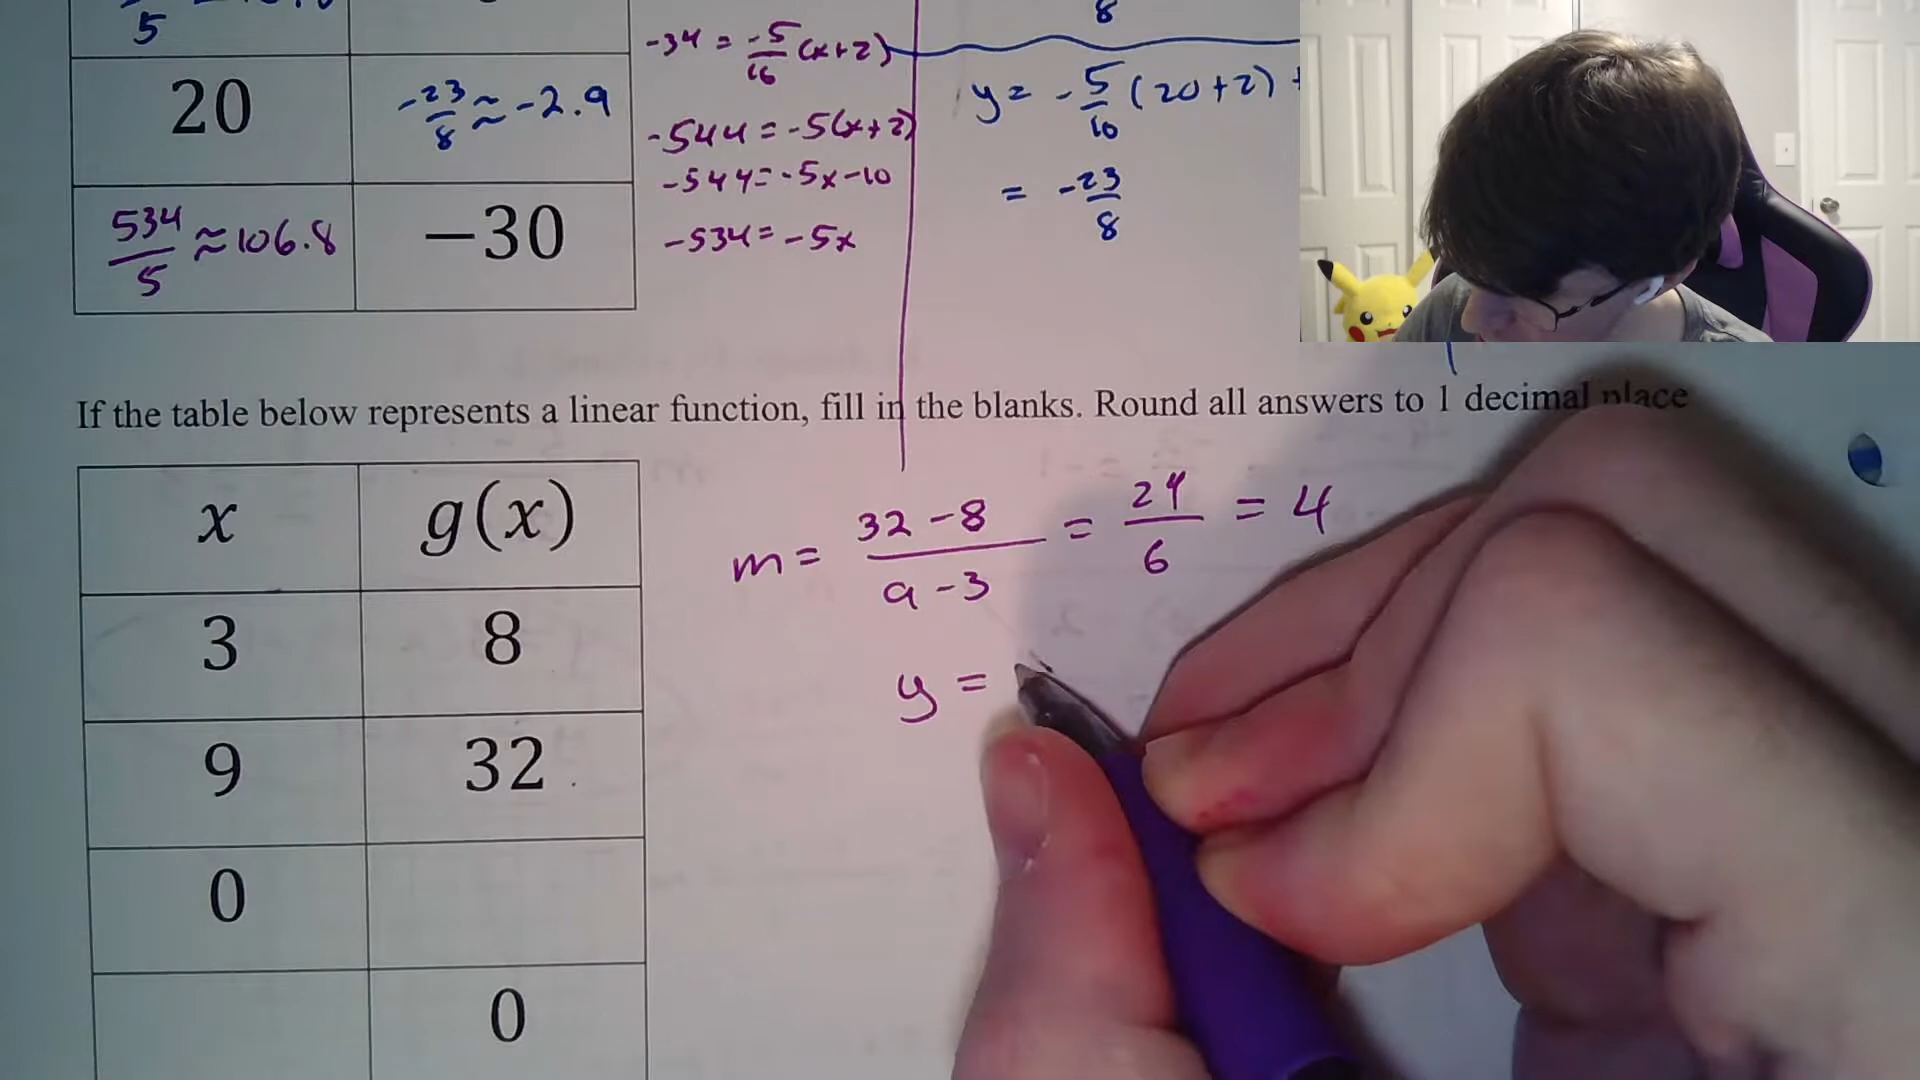 5
20
-23/8 ≈ -2.9
534/5 ≈ 106.8
−30
-34 = -5/16 (x+2)
-544 = -5(x+2)
-544 = -5x-10
-534 = -5x
8
y = -5/16 (20+2) +
= -23/8
If the table below represents a linear function, fill in the blanks. Round all answers to 1 decimal place
x g(x)
3 8
9 32
0
0
m = 32-8/9-3 = 24/6 = 4
y =